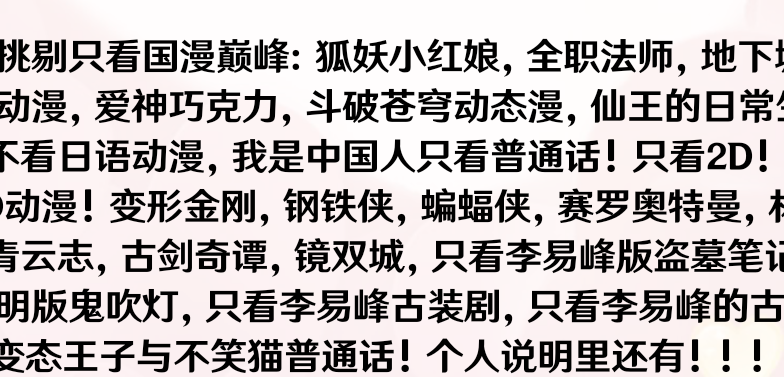 挑剔只看国漫巅峰: 狐妖小红娘, 全职法师, 地下
动漫, 爱神巧克力, 斗破苍穹动态漫, 仙王的日常
不看日语动漫, 我是中国人只看普通话! 只看2D!
动漫! 变形金刚, 钢铁侠, 蝙蝠侠, 赛罗奥特曼,
青云志, 古剑奇谭, 镜双城, 只看李易峰版盗墓笔记
明版鬼吹灯, 只看李易峰古装剧, 只看李易峰的古
变态王子与不笑猫普通话! 个人说明里还有!!!